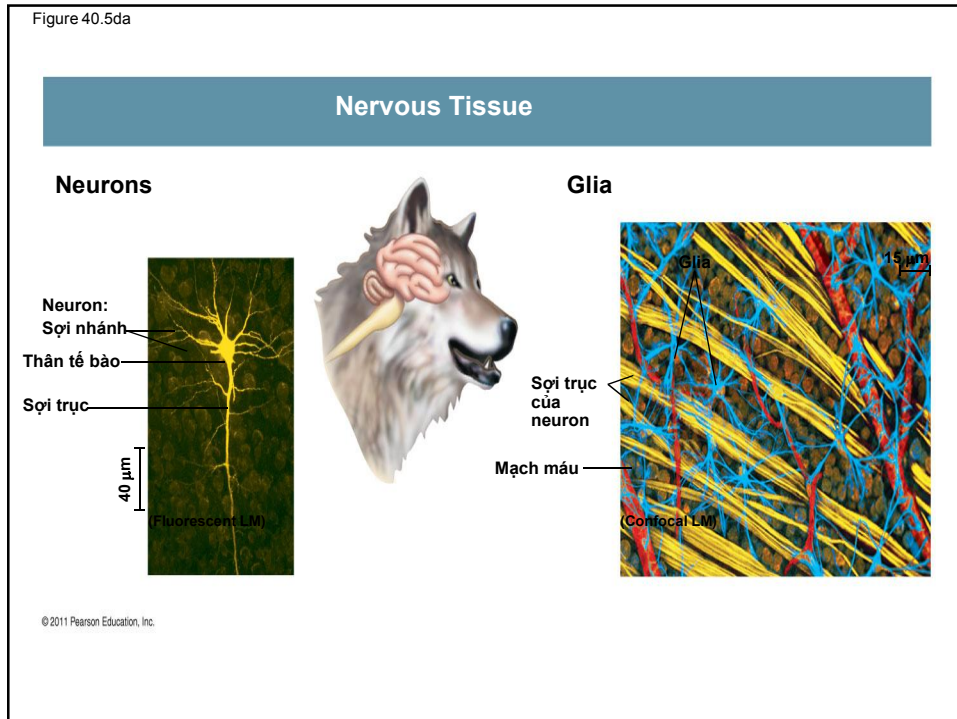 Figure 40.5da
Nervous Tissue
Neurons
Neuron:
Sợi nhánh
Thân tế bào
Sợi trục
40 μm
(Fluorescent LM)
Glia
Glia
15 μm
Sợi trục
của
neuron
Mạch máu
(Confocal LM)
© 2011 Pearson Education, Inc.